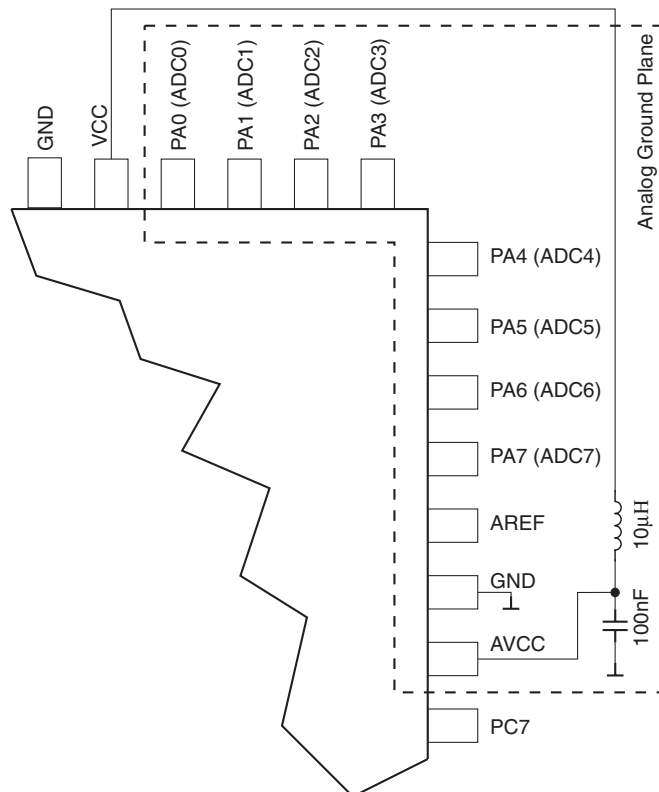 GND
VCC
PA0 (ADC0)
PA1 (ADC1)
PA2 (ADC2)
PA3 (ADC3)
Analog Ground Plane
PA4 (ADC4)
PA5 (ADC5)
PA6 (ADC6)
PA7 (ADC7)
AREF
10μH
GND
AVCC
100nF
PC7